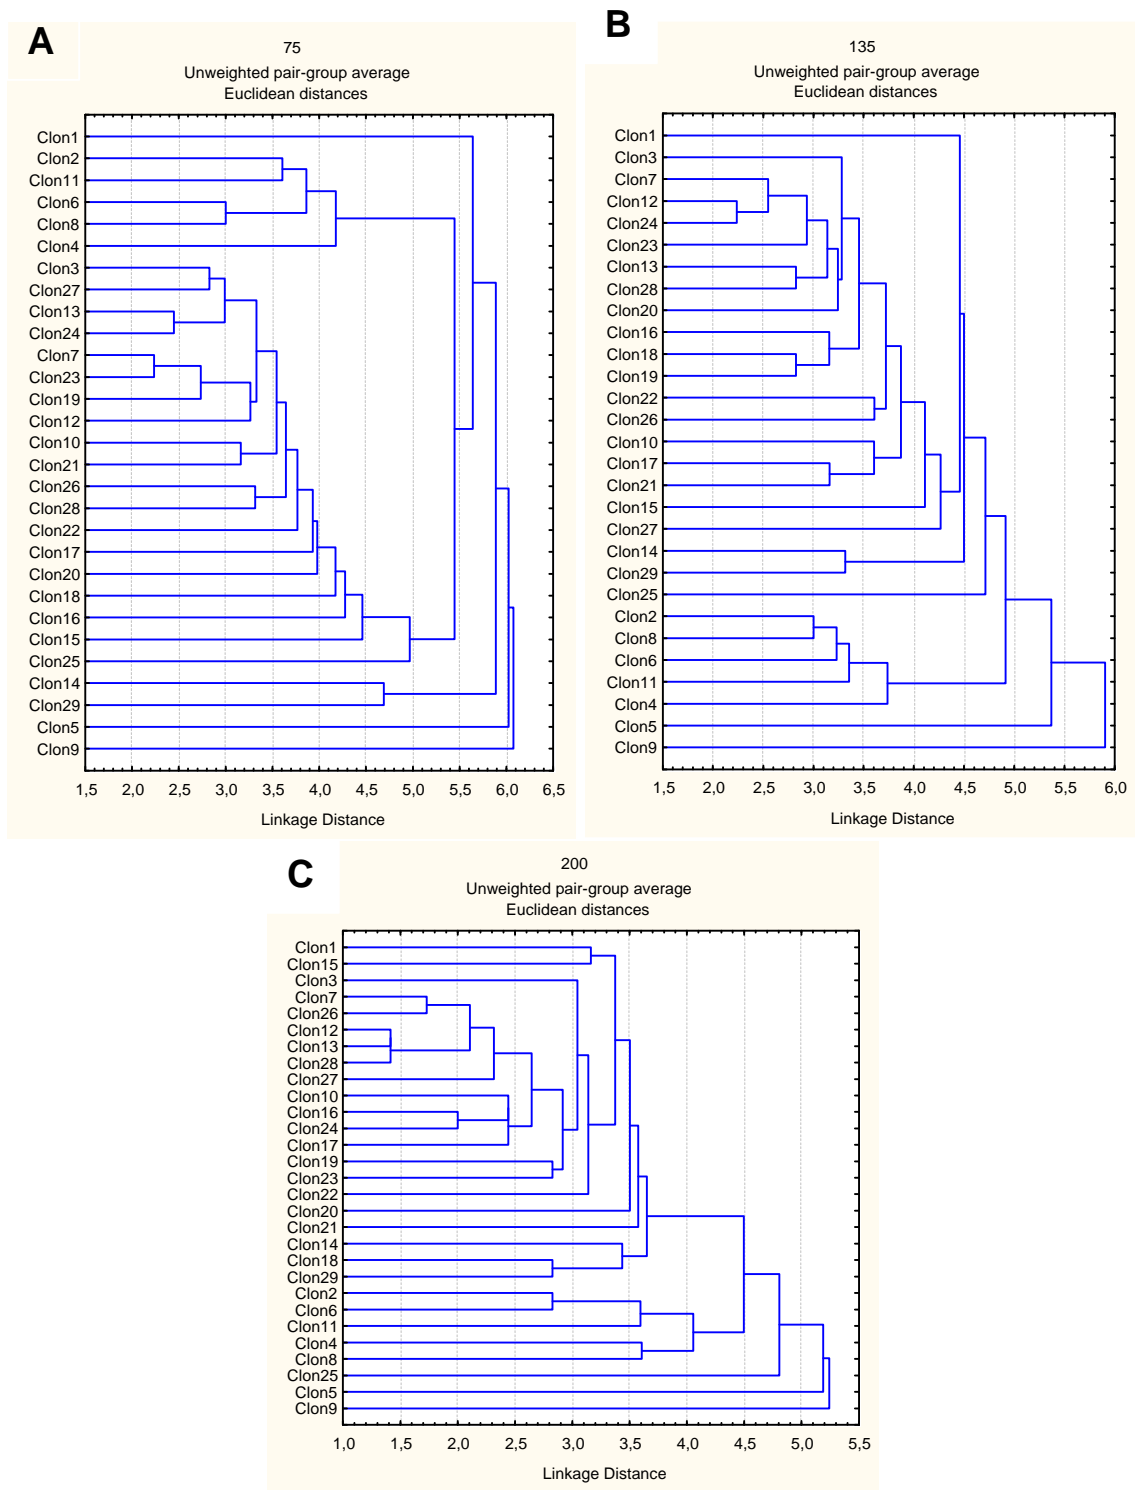 A
75
Unweighted pair-group average
Euclidean distances
Clon1
Clon2
Clon11
Clon6
Clon8
Clon4
Clon3
Clon27
Clon13
Clon24
Clon7
Clon23
Clon19
Clon12
Clon10
Clon21
Clon26
Clon28
Clon22
Clon17
Clon20
Clon18
Clon16
Clon15
Clon25
Clon14
Clon29
Clon5
Clon9
1,5 2,0 2,5 3,0 3,5 4,0 4,5 5,0 5,5 6,0 6,5
Linkage Distance
B
135
Unweighted pair-group average
Euclidean distances
Clon1
Clon3
Clon7
Clon12
Clon24
Clon23
Clon13
Clon28
Clon20
Clon16
Clon18
Clon19
Clon22
Clon26
Clon10
Clon17
Clon21
Clon15
Clon27
Clon14
Clon29
Clon25
Clon2
Clon8
Clon6
Clon11
Clon4
Clon5
Clon9
1,5 2,0 2,5 3,0 3,5 4,0 4,5 5,0 5,5 6,0
Linkage Distance
C
200
Unweighted pair-group average
Euclidean distances
Clon1
Clon15
Clon3
Clon7
Clon26
Clon12
Clon13
Clon28
Clon27
Clon10
Clon16
Clon24
Clon17
Clon19
Clon23
Clon22
Clon20
Clon21
Clon14
Clon18
Clon29
Clon2
Clon6
Clon11
Clon4
Clon8
Clon25
Clon5
Clon9
1,0 1,5 2,0 2,5 3,0 3,5 4,0 4,5 5,0 5,5
Linkage Distance